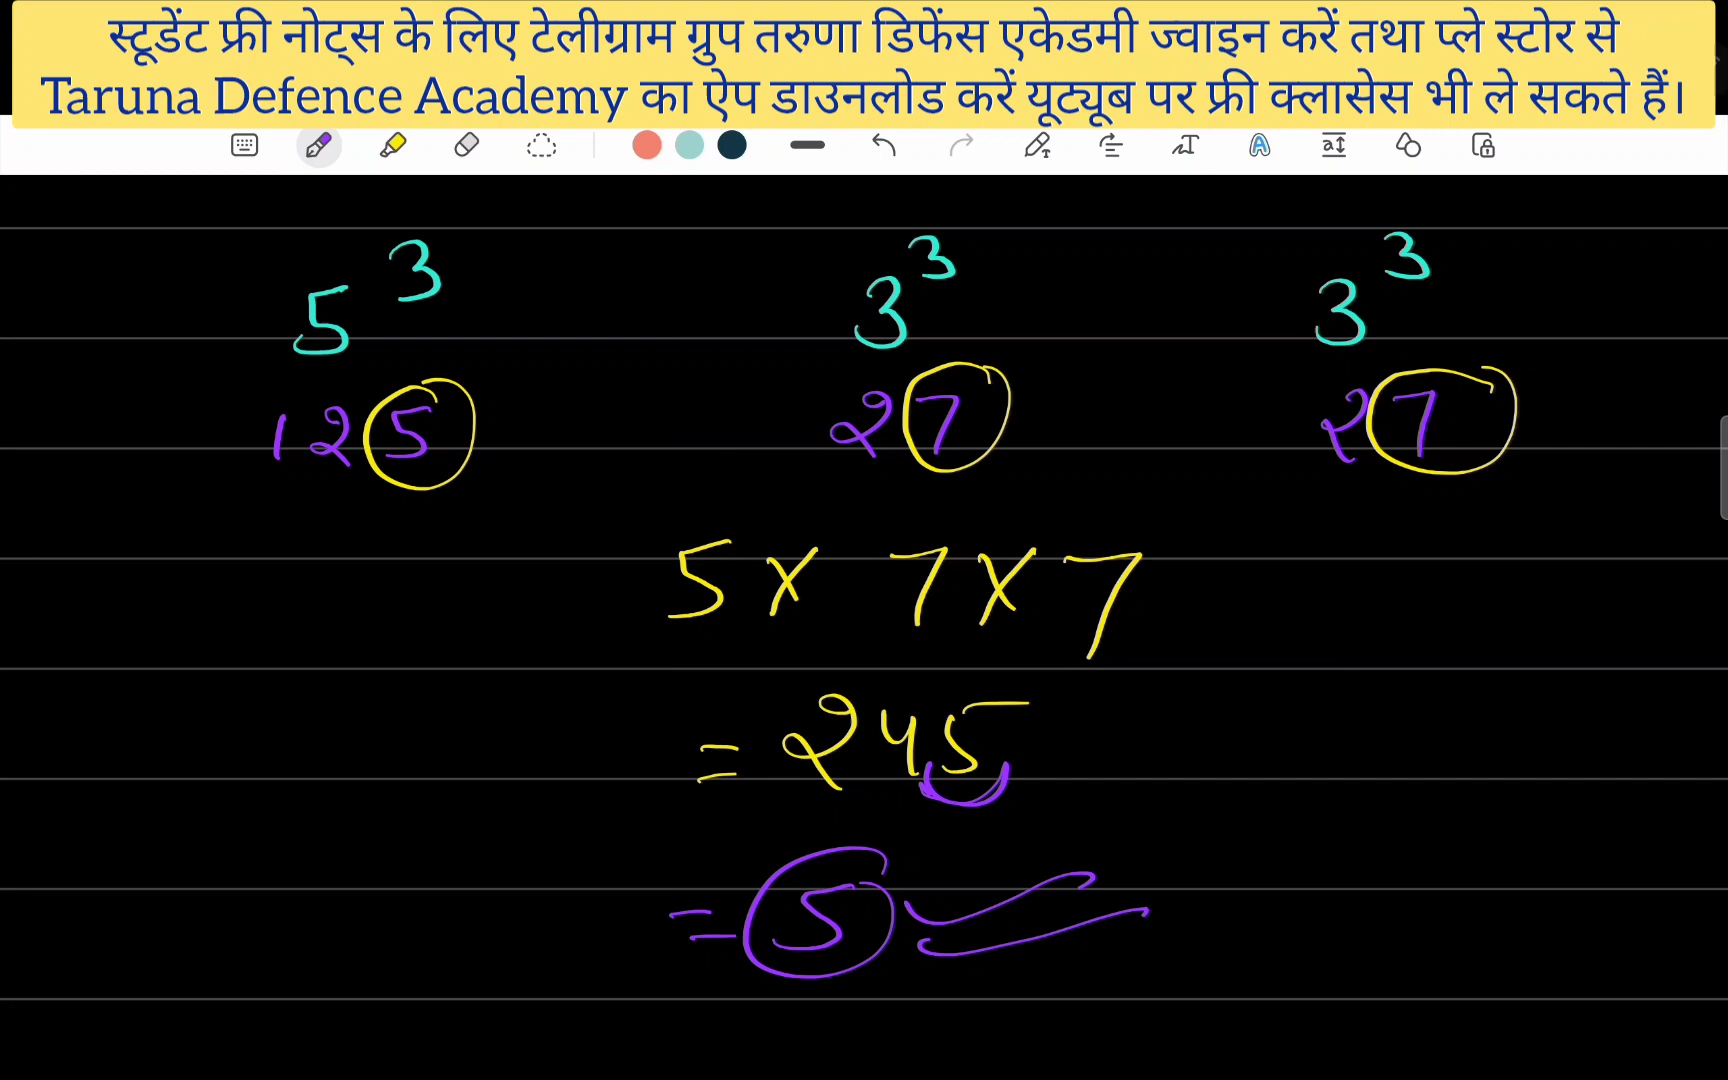 स्टूडेंट फ्री नोट्स के लिए टेलीग्राम ग्रुप तरुणा डिफेंस एकेडमी ज्वाइन करें तथा प्ले स्टोर से
Taruna Defence Academy का ऐप डाउनलोड करें यूट्यूब पर फ्री क्लासेस भी ले सकते हैं।
5³ 3³ 3³
125 27 27
5 x 7 x 7
= 245
= 5